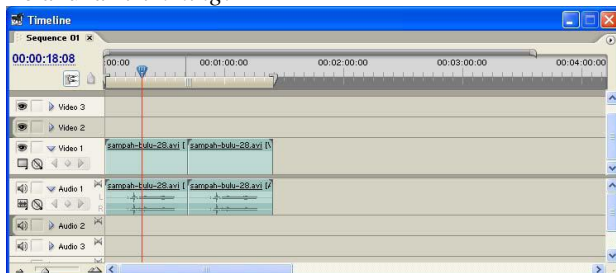 Timeline
Sequence 01 x
00:00:18:08
00:00 00:01:00:00 00:02:00:00 00:03:00:00 00:04:00:00
Video 3
Video 2
Video 1
sampah-bulu-28.avi [ sampah-bulu-28.avi [V
Audio 1
sampah-bulu-28.avi [ sampah-bulu-28.avi [A
L
R
Audio 2
Audio 3